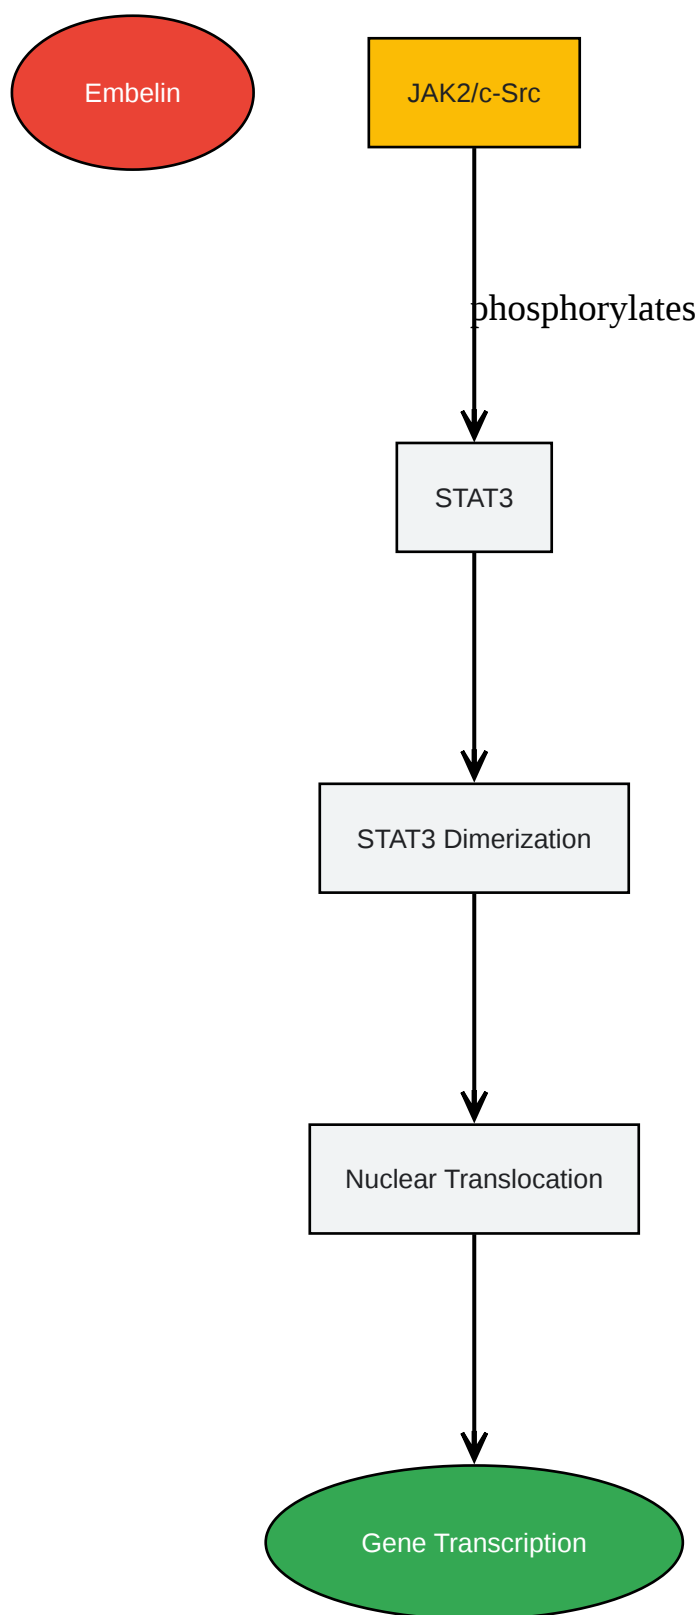 Embelin
JAK2/c-Src
phosphorylates
STAT3
STAT3 Dimerization
Nuclear Translocation
Gene Transcription